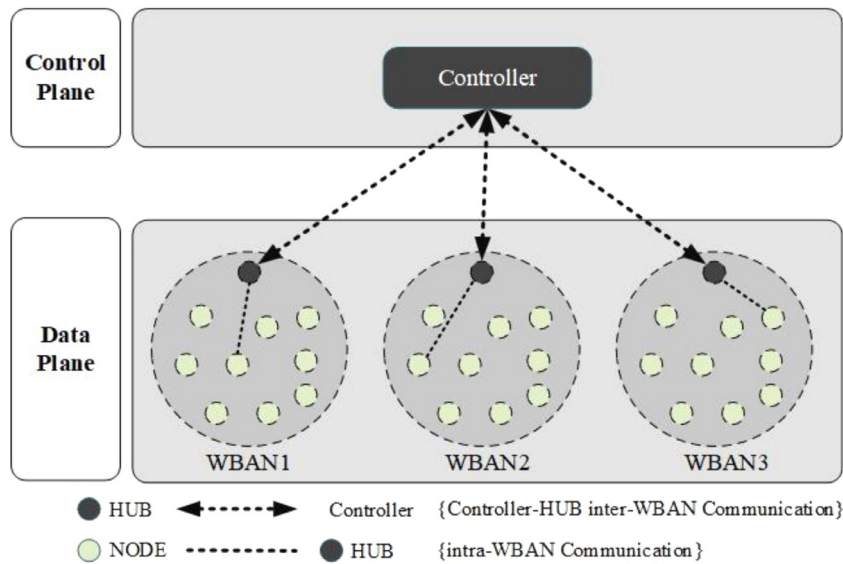 Control
Plane
Controller
Data
Plane
WBAN1
WBAN2
WBAN3
HUB
Controller
{Controller-HUB inter-WBAN Communication}
NODE
HUB
{intra-WBAN Communication}